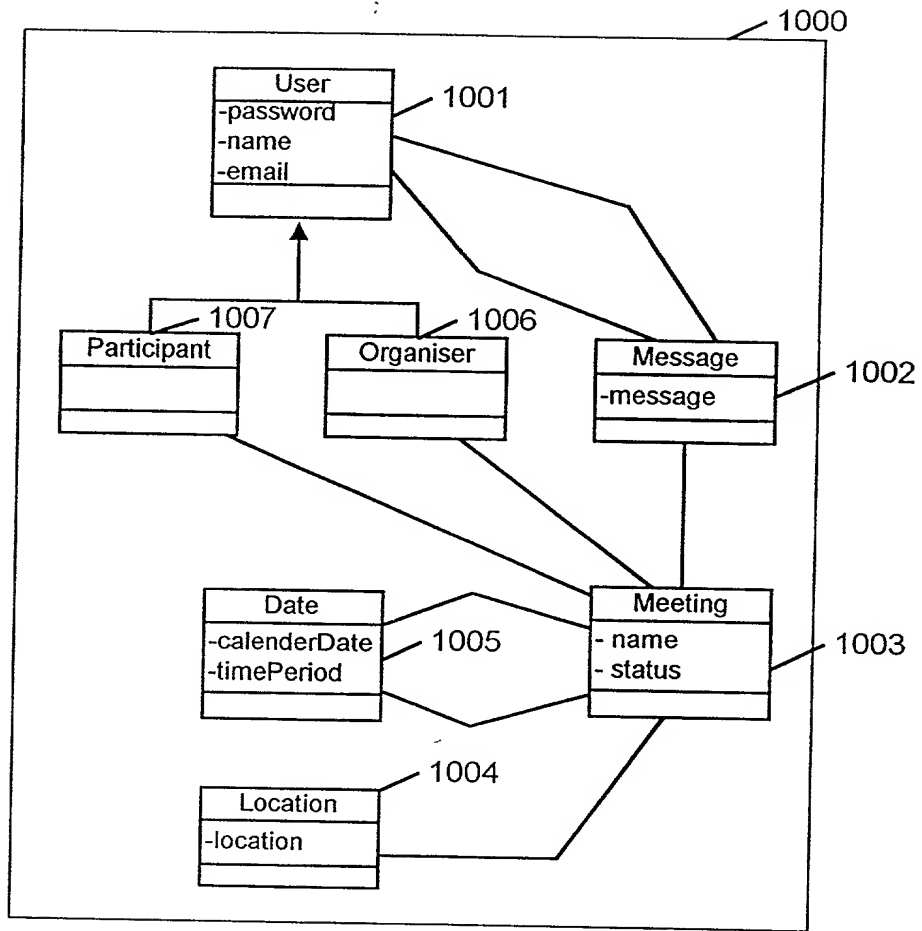 1000
User
-password
-name
-email
1001
1007
1006
Participant
Organiser
Message
-message
1002
Date
-calenderDate
-timePeriod
1005
Meeting
- name
- status
1003
1004
Location
-location